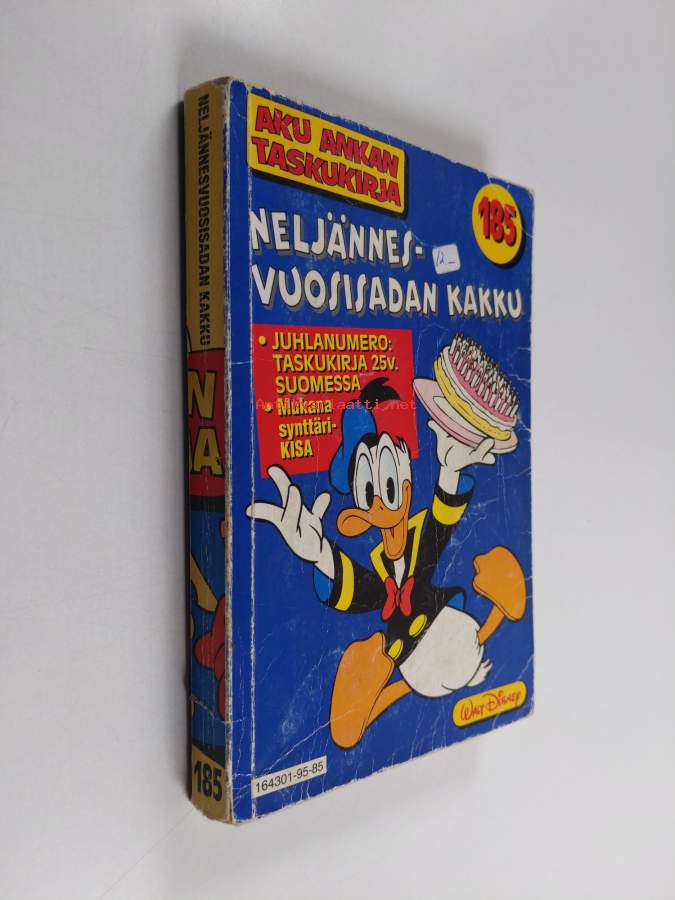 NELJÄNNESVUOSISADAN KAKKU
185
AKU ANKAN
TASKUKIRJA
185
NELJÄNNES-
VUOSISADAN KAKKU
12,-
• JUHLANUMERO:
TASKUKIRJA 25v.
SUOMESSA
• Mukana
synttäri-
KISA
WALT DISNEY
164301-95-85